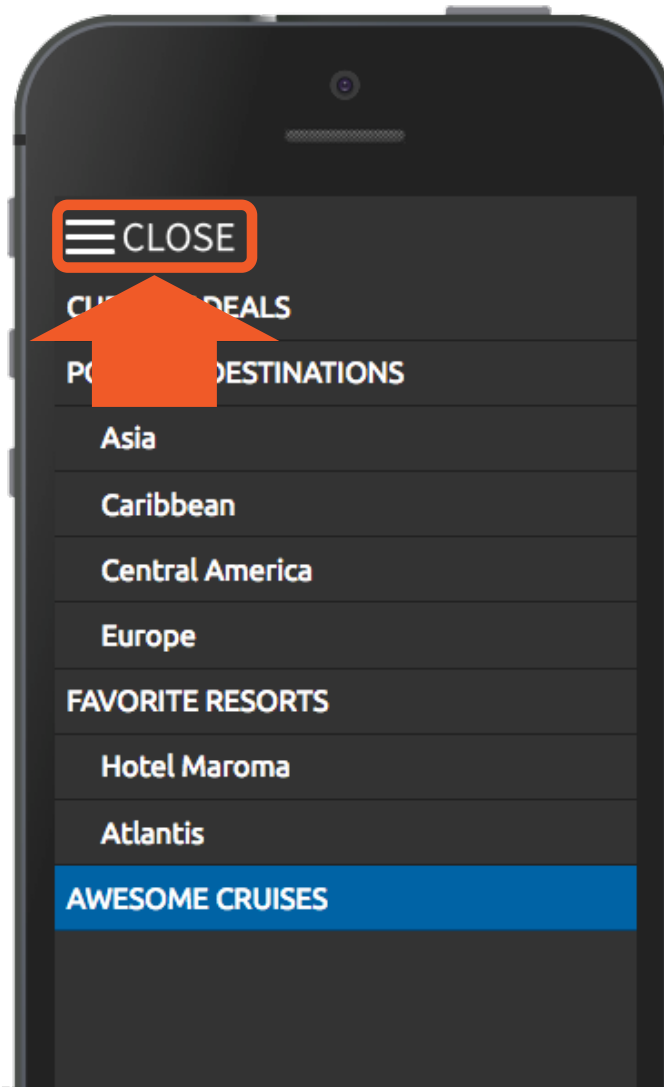 CLOSE
DEALS
DESTINATIONS
Asia
Caribbean
Central America
Europe
FAVORITE RESORTS
Hotel Maroma
Atlantis
AWESOME CRUISES